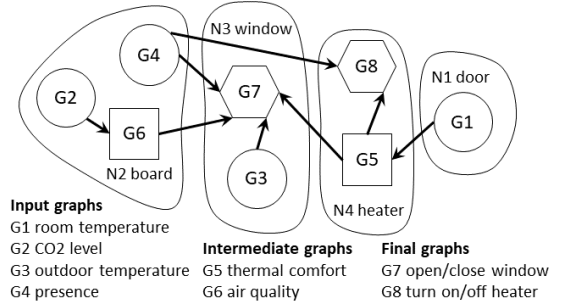 N3 window
G4
G8
N1 door
G2
G7
G1
G6
G5
N2 board
G3
N4 heater
Input graphs
G1 room temperature
G2 CO2 level
G3 outdoor temperature
G4 presence
Intermediate graphs
G5 thermal comfort
G6 air quality
Final graphs
G7 open/close window
G8 turn on/off heater